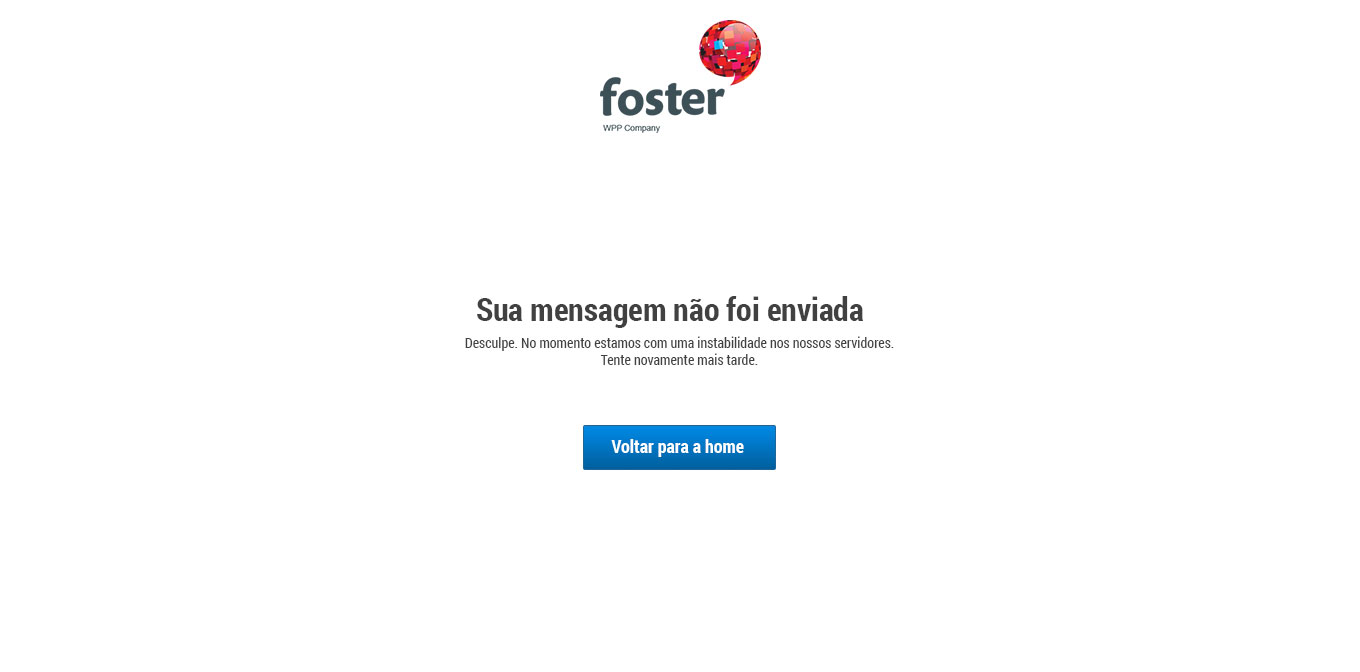 foster
WPP Company
Sua mensagem não foi enviada
Desculpe. No momento estamos com uma instabilidade nos nossos servidores.
Tente novamente mais tarde.
Voltar para a home